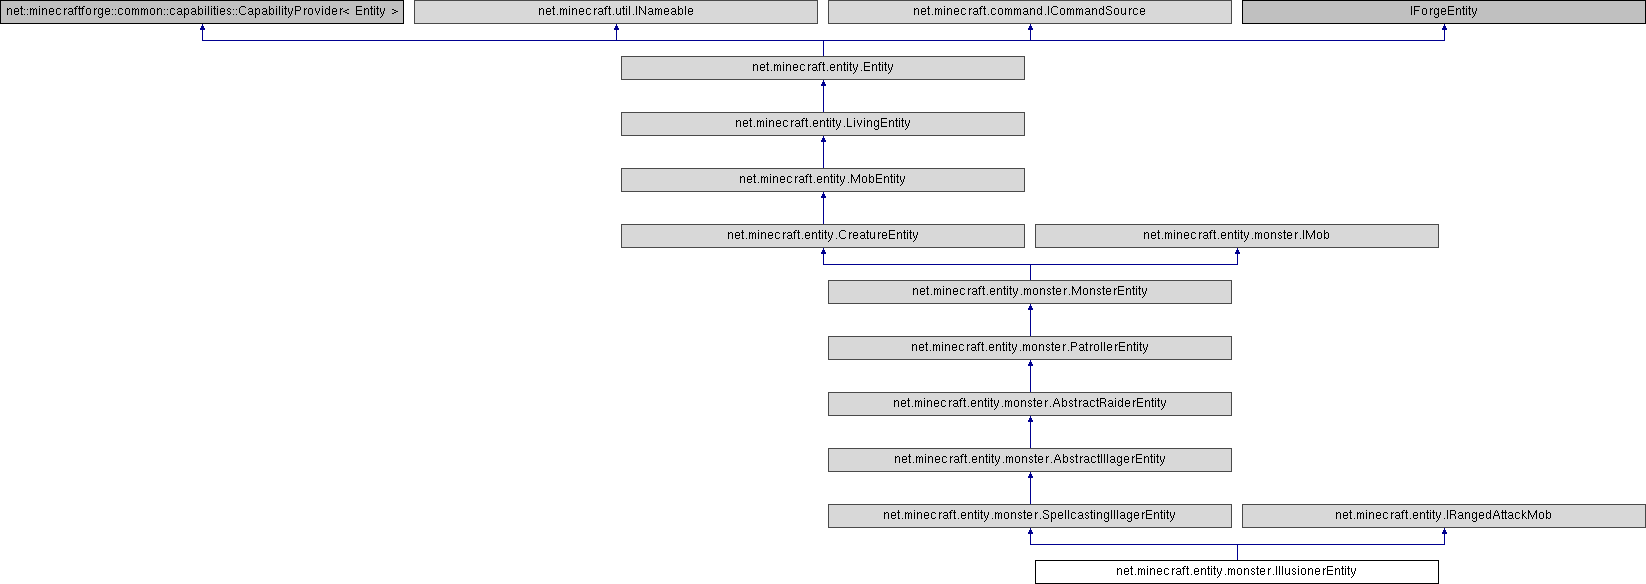 net::minecraftforge::common::capabilities::CapabilityProvider< Entity >
net.minecraft.util.INameable
net.minecraft.command.ICommandSource
IForgeEntity
net.minecraft.entity.Entity
net.minecraft.entity.LivingEntity
net.minecraft.entity.MobEntity
net.minecraft.entity.CreatureEntity
net.minecraft.entity.monster.IMob
net.minecraft.entity.monster.MonsterEntity
net.minecraft.entity.monster.PatrollerEntity
net.minecraft.entity.monster.AbstractRaiderEntity
net.minecraft.entity.monster.AbstractIllagerEntity
net.minecraft.entity.monster.SpellcastingIllagerEntity
net.minecraft.entity.IRangedAttackMob
net.minecraft.entity.monster.IllusionerEntity